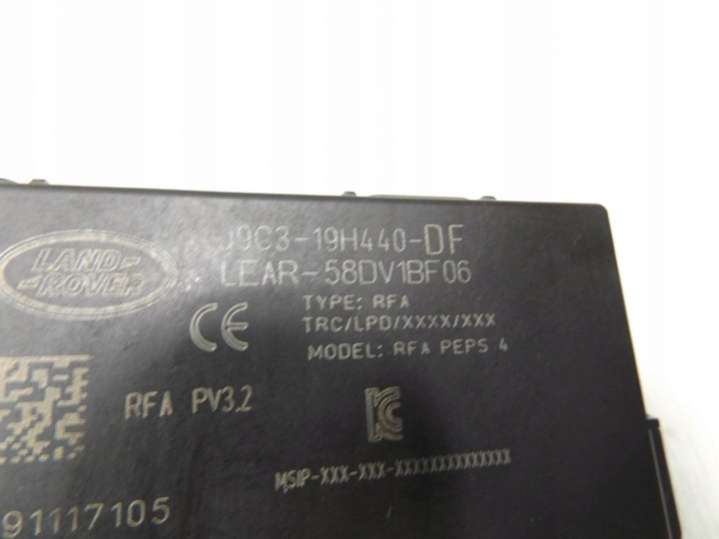 LAND-
-ROVER
J9C3-19H440-DF
LEAR-58DV1BF06
TYPE: RFA
TRC/LPD/XXXX/XXX
MODEL: RFA PEPS 4
CE
RFA PV3.2
KC
MSIP-XXX-XXX-XXXXXXXXXXXXXX
91117105